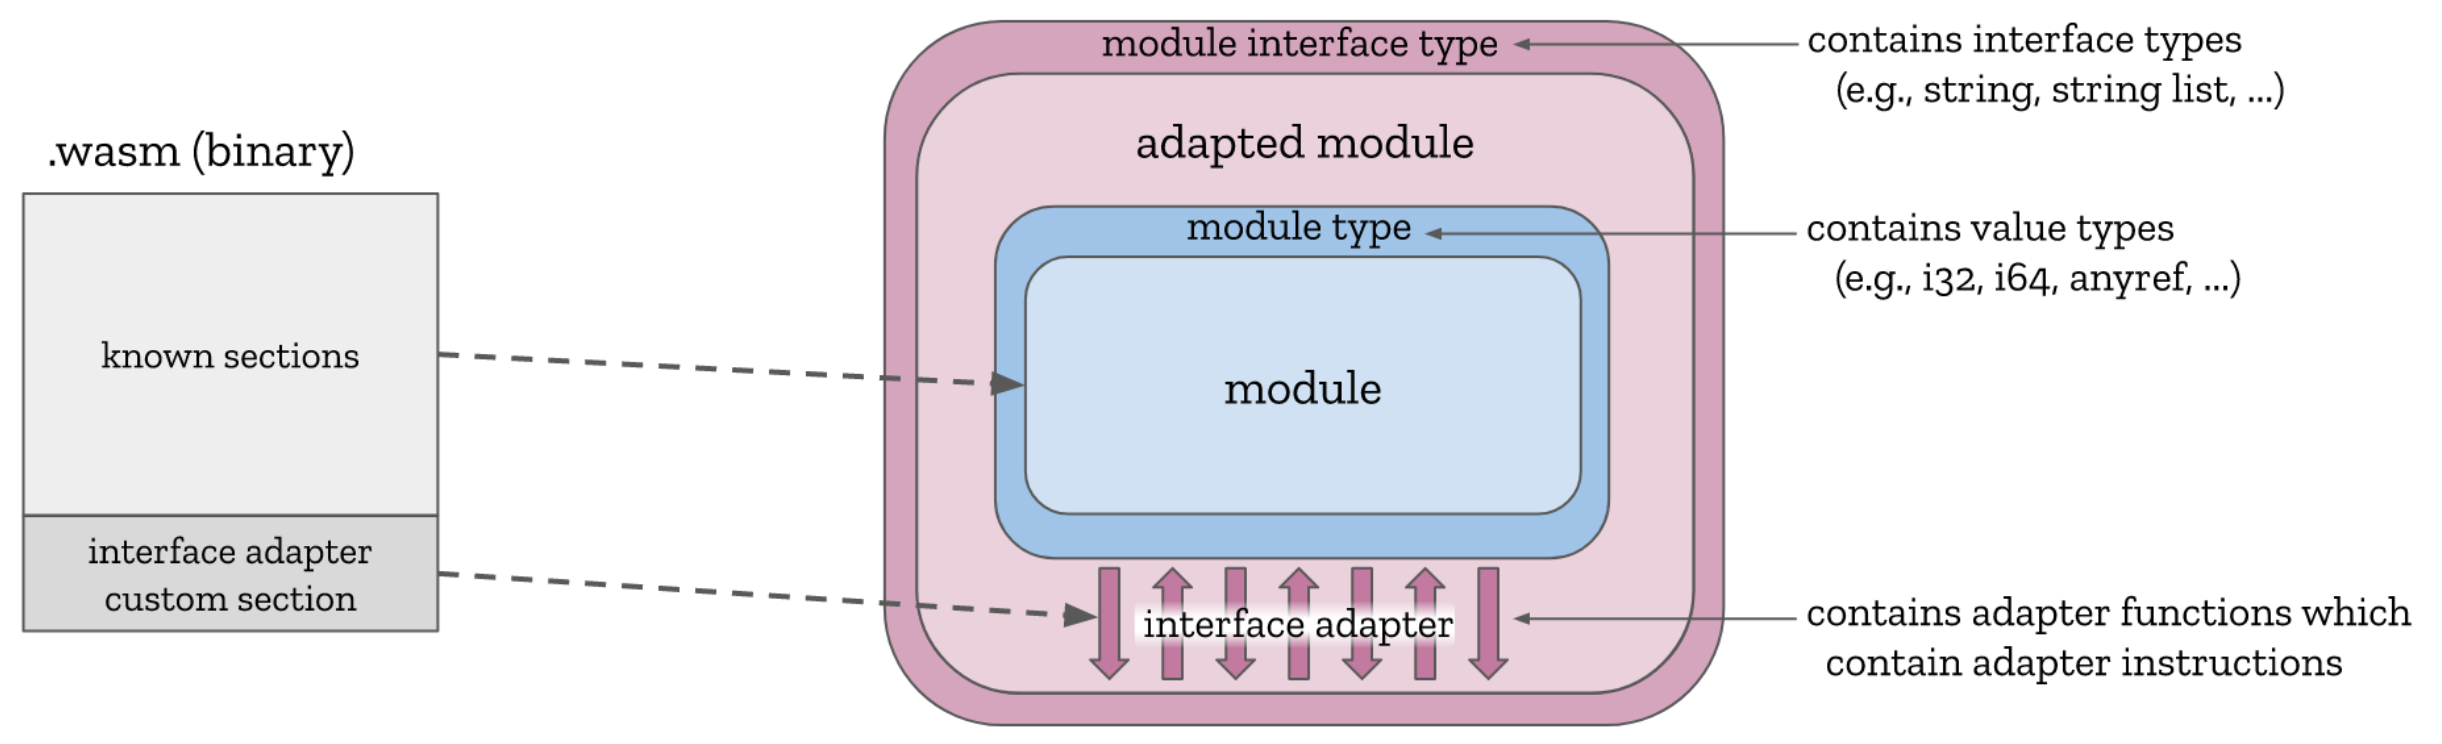 .wasm (binary)
known sections
interface adapter
custom section
module interface type
adapted module
module type
module
interface adapter
contains interface types
(e.g., string, string list, ...)
contains value types
(e.g., i32, i64, anyref, ...)
contains adapter functions which
contain adapter instructions